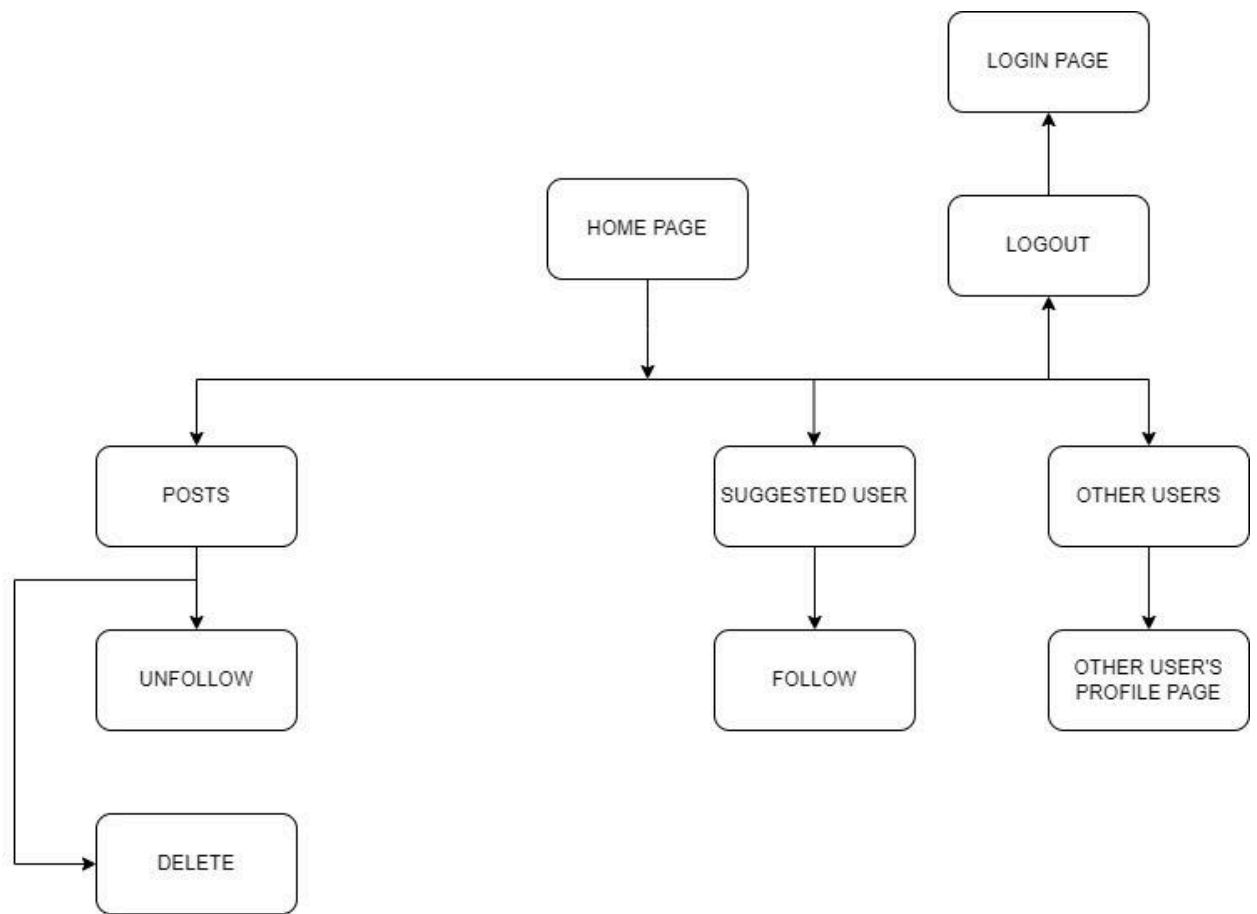 LOGIN PAGE
HOME PAGE
LOGOUT
POSTS
SUGGESTED USER
OTHER USERS
UNFOLLOW
FOLLOW
OTHER USER'S
PROFILE PAGE
DELETE